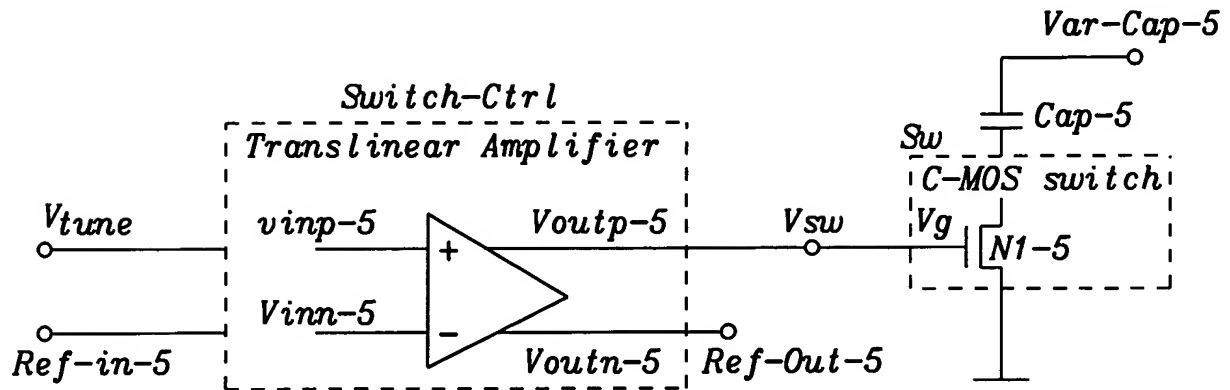 Var-Cap-5
Switch-Ctrl
Cap-5
Translinear Amplifier
Sw
C-MOS switch
Vtune
vinp-5
+
Voutp-5
Vsw
Vg
N1-5
Vinn-5
-
Ref-in-5
Voutn-5
Ref-Out-5